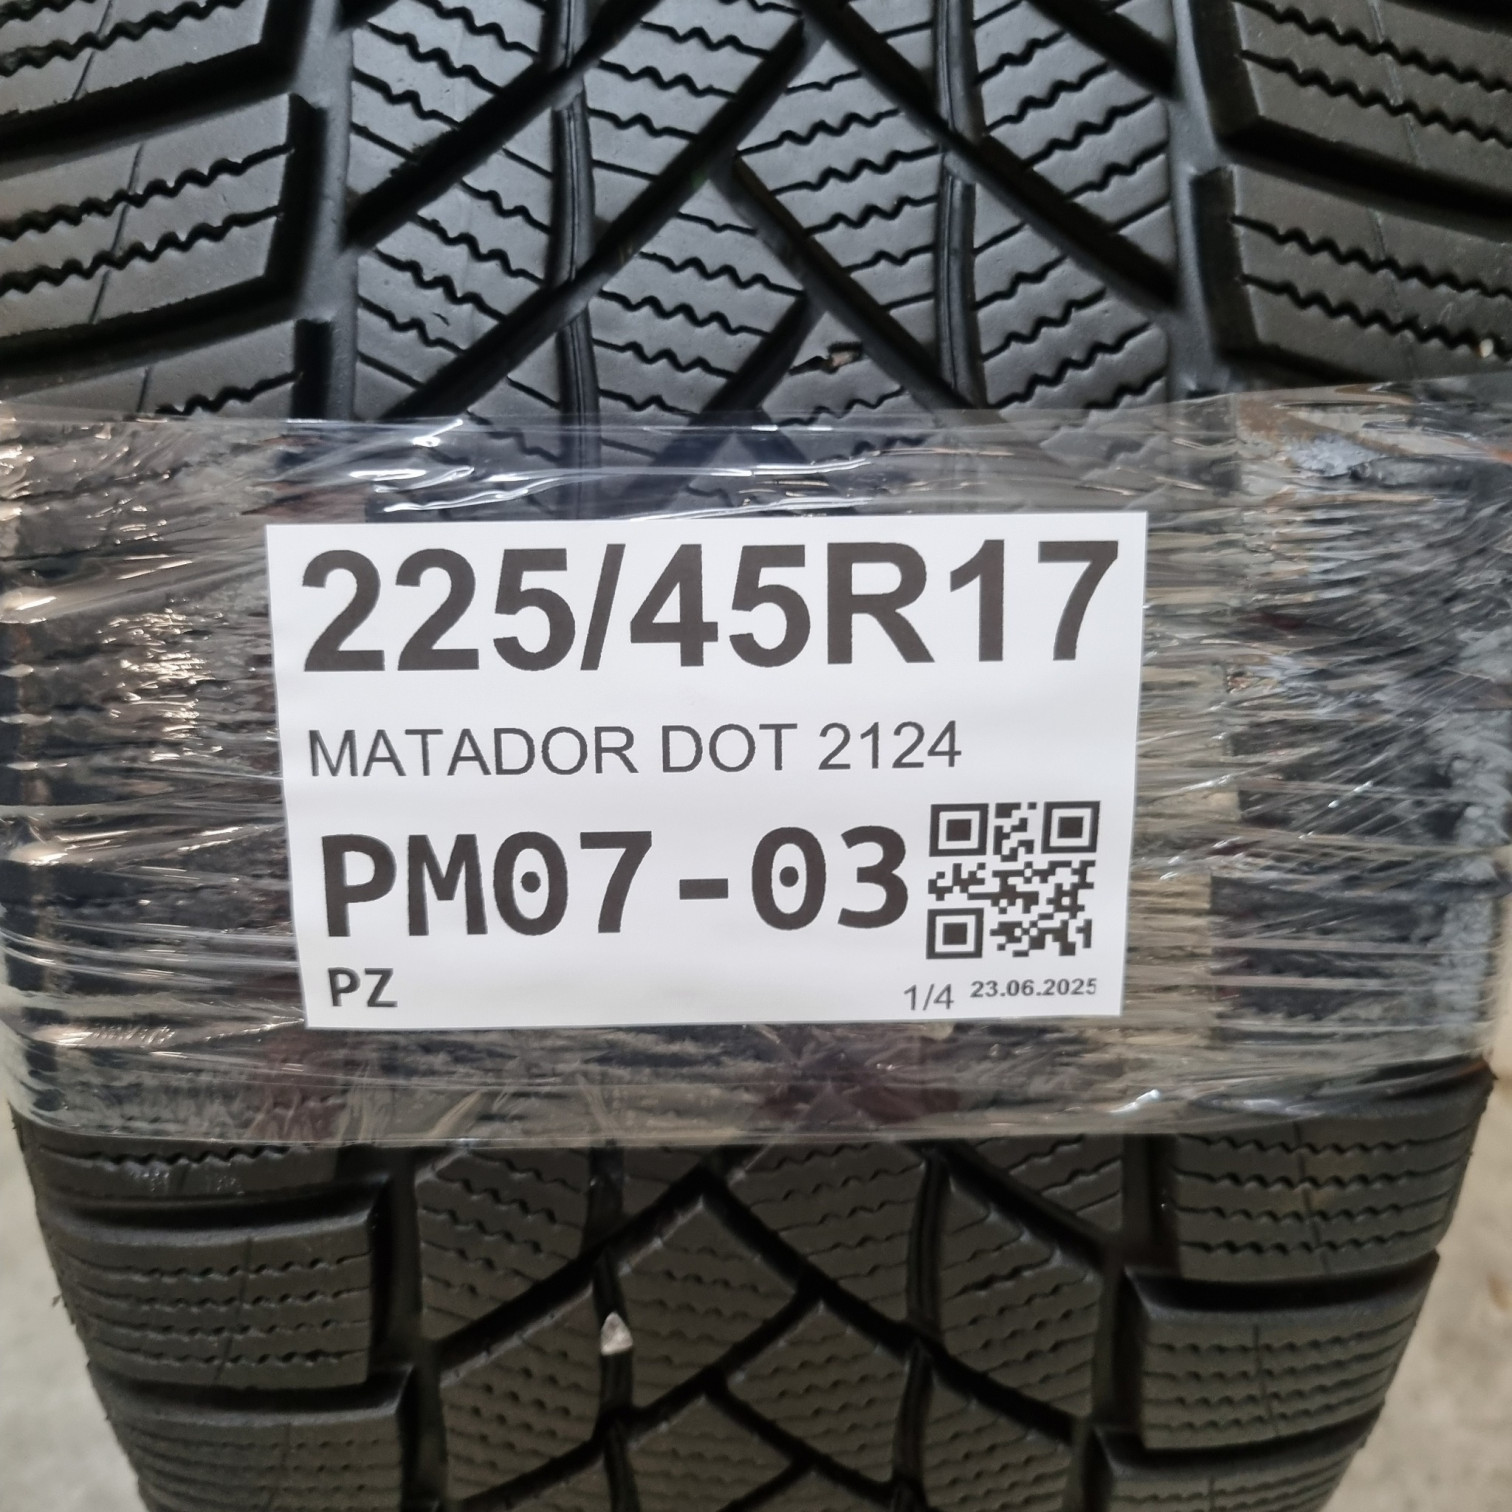 225/45R17
MATADOR DOT 2124
PM07-03
PZ
1/4 23.06.2025